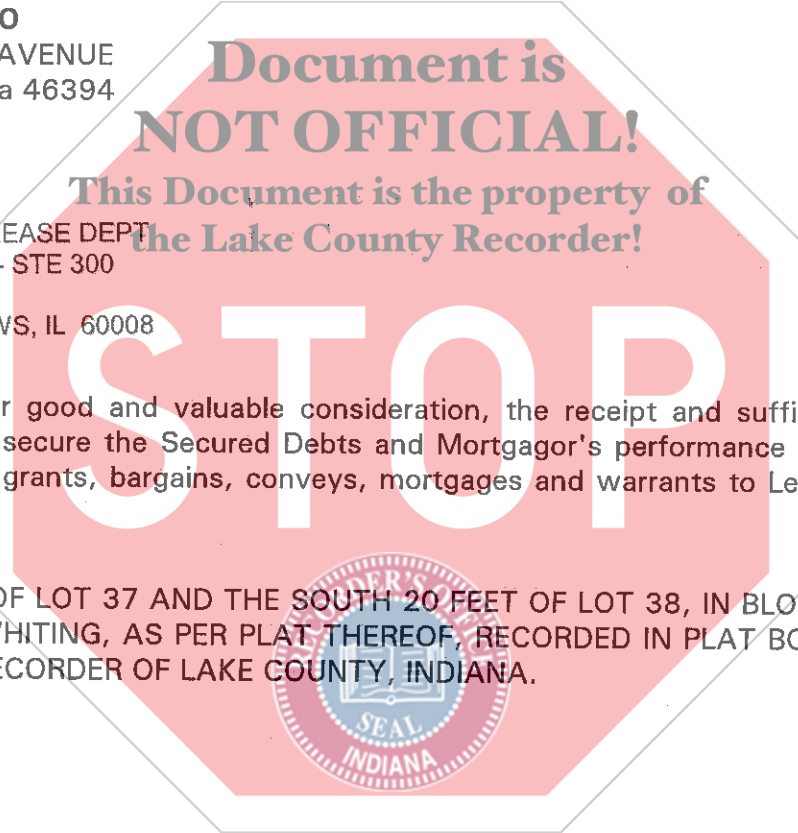 O
AVENUE
a 46394
Document is
NOT OFFICIAL!
This Document is the property of
the Lake County Recorder!
EASE DEPT
- STE 300
WS, IL 60008
STOP
r good and valuable consideration, the receipt and suffi
secure the Secured Debts and Mortgagor's performance
grants, bargains, conveys, mortgages and warrants to Le
OF LOT 37 AND THE SOUTH 20 FEET OF LOT 38, IN BLO
WHITING, AS PER PLAT THEREOF, RECORDED IN PLAT BO
ECORDER OF LAKE COUNTY, INDIANA.
RECORDER'S OFFICE
SEAL
INDIANA